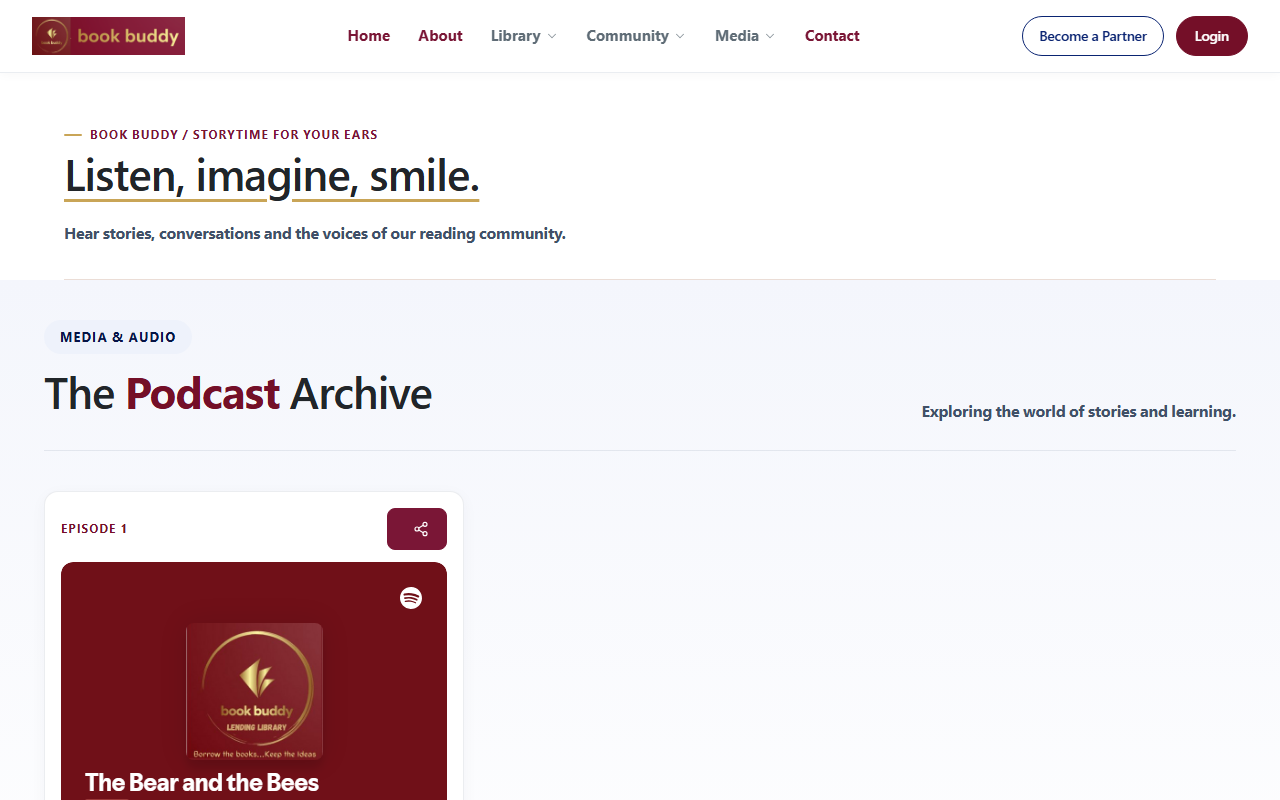 book buddy
Home
About
Library
Community
Media
Contact
Become a Partner
Login
BOOK BUDDY / STORYTIME FOR YOUR EARS
Listen, imagine, smile.
Hear stories, conversations and the voices of our reading community.
MEDIA & AUDIO
The Podcast Archive
Exploring the world of stories and learning.
EPISODE 1
book buddy
LENDING LIBRARY
Borrow the books...Keep the Ideas
The Bear and the Bees